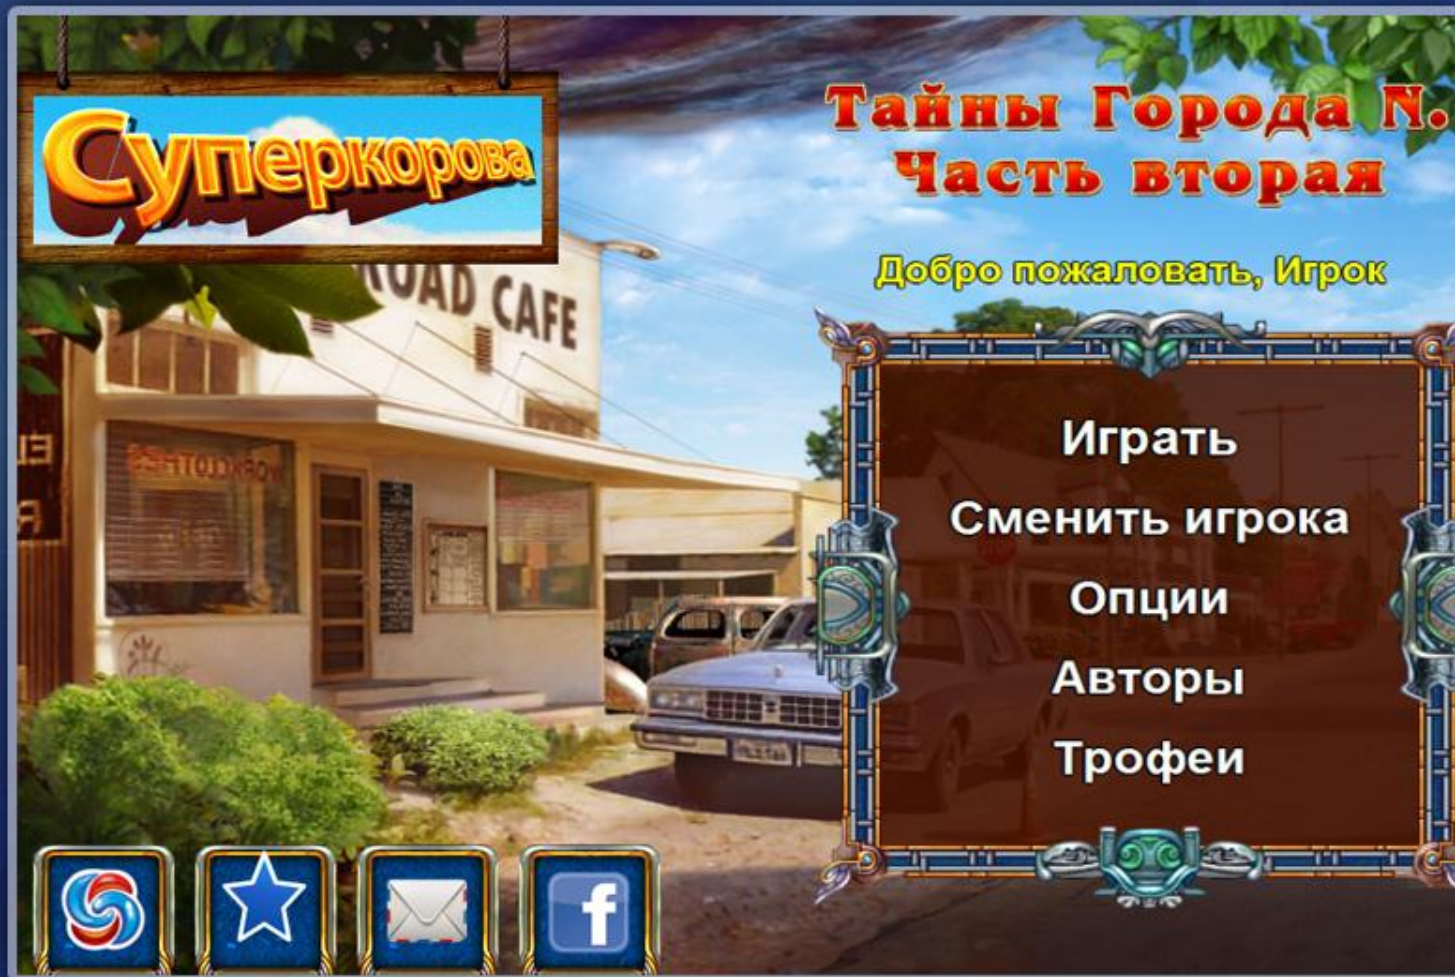 Суперкорова
Тайны Города N.
Часть вторая
Добро пожаловать, Игрок
ROAD CAFE
Играть
Сменить игрока
Опции
Авторы
Трофеи
f